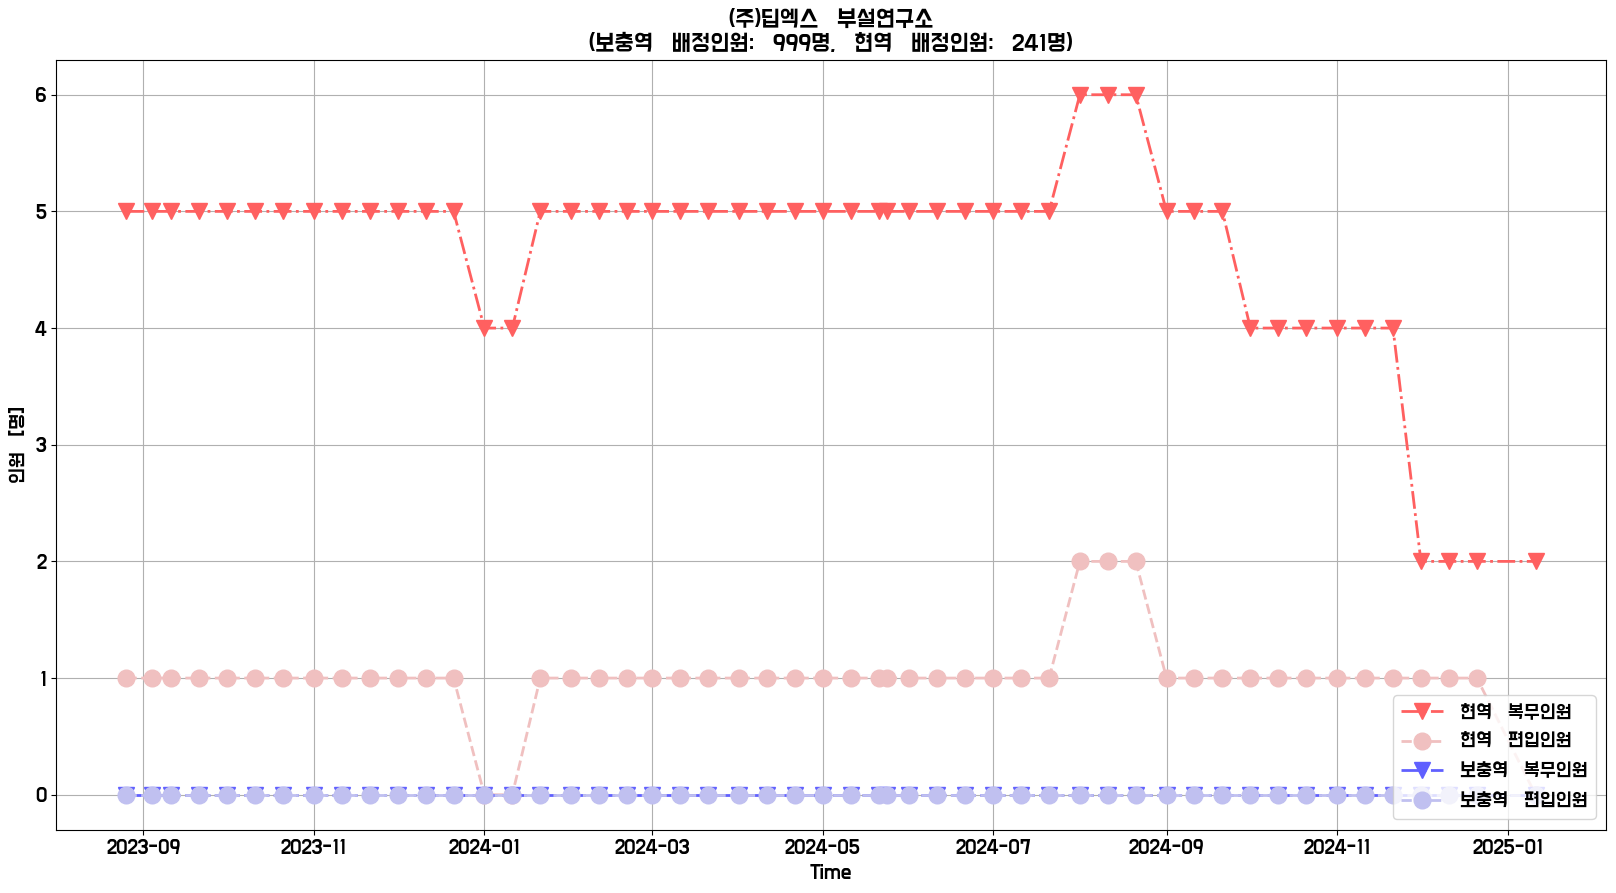 (주)딥엑스 부설연구소
(보충역 배정인원: 999명, 현역 배정인원: 241명)
6
5
4
3
2
1
0
인원 [명]
2023-09 2023-11 2024-01 2024-03 2024-05 2024-07 2024-09 2024-11 2025-01
Time
현역 복무인원
현역 편입인원
보충역 복무인원
보충역 편입인원